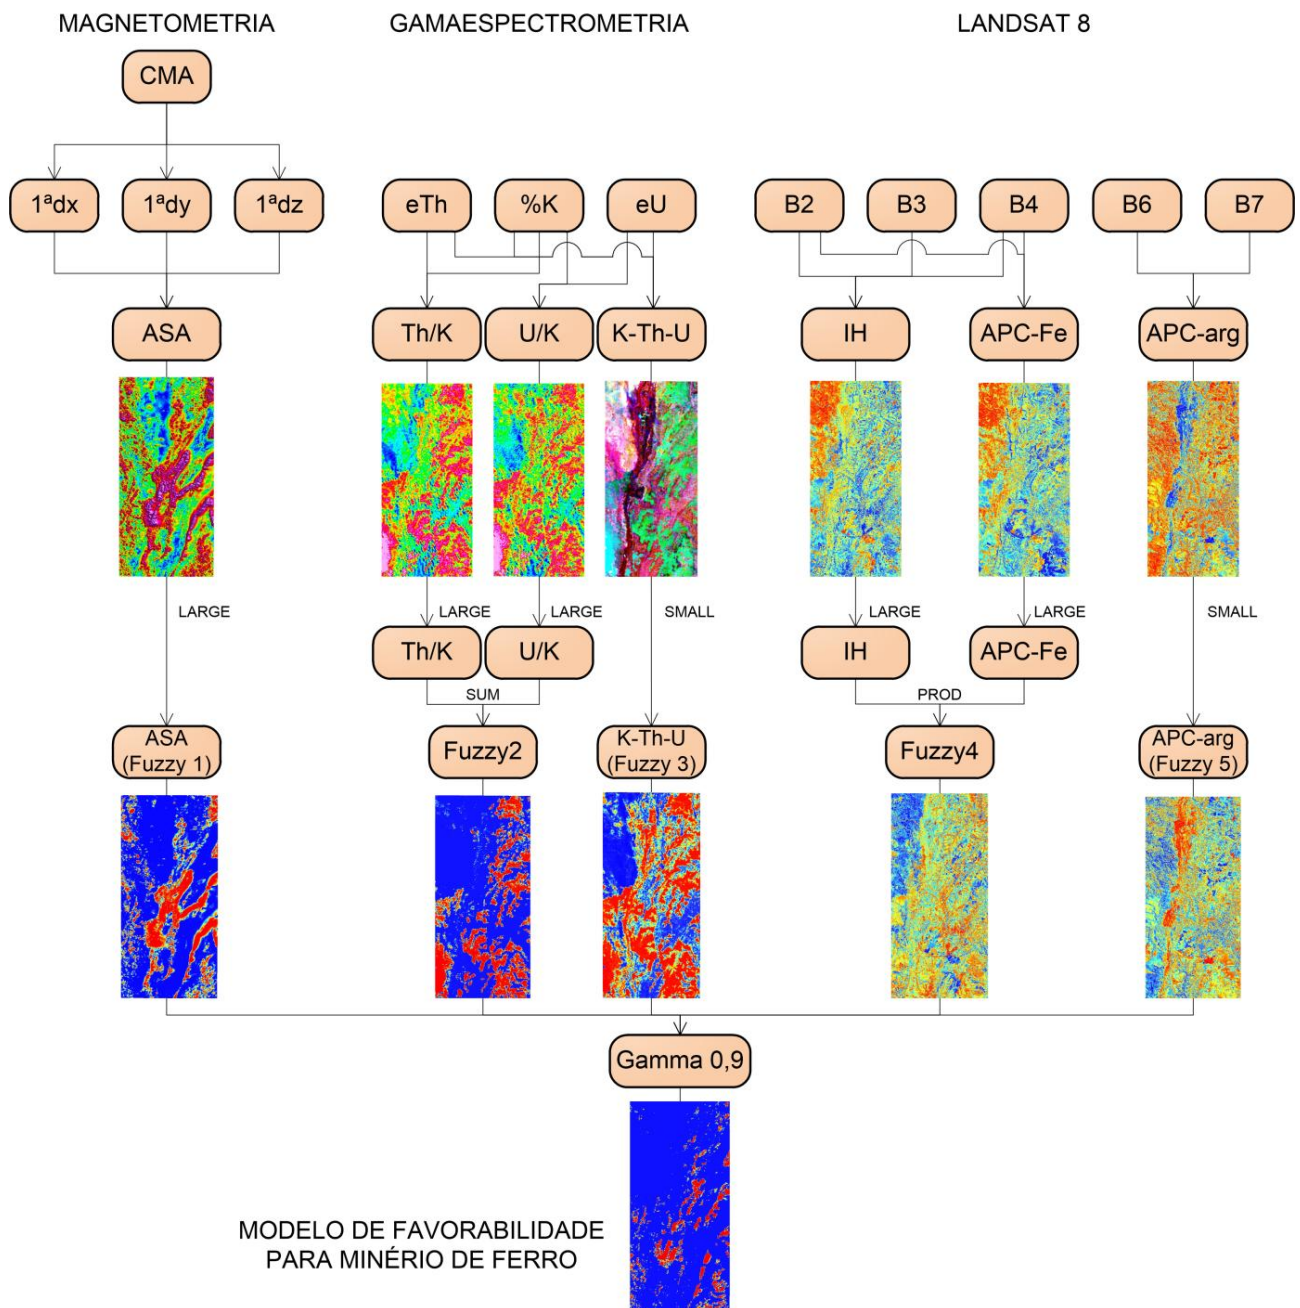 MAGNETOMETRIA
GAMAESPECTROMETRIA
LANDSAT 8
CMA
1ªdx
1ªdy
1ªdz
eTh
%K
eU
B2
B3
B4
B6
B7
ASA
Th/K
U/K
K-Th-U
IH
APC-Fe
APC-arg
LARGE
LARGE
LARGE
SMALL
LARGE
LARGE
SMALL
Th/K
U/K
IH
APC-Fe
SUM
PROD
ASA
(Fuzzy 1)
Fuzzy2
K-Th-U
(Fuzzy 3)
Fuzzy4
APC-arg
(Fuzzy 5)
Gamma 0,9
MODELO DE FAVORABILIDADE
PARA MINÉRIO DE FERRO